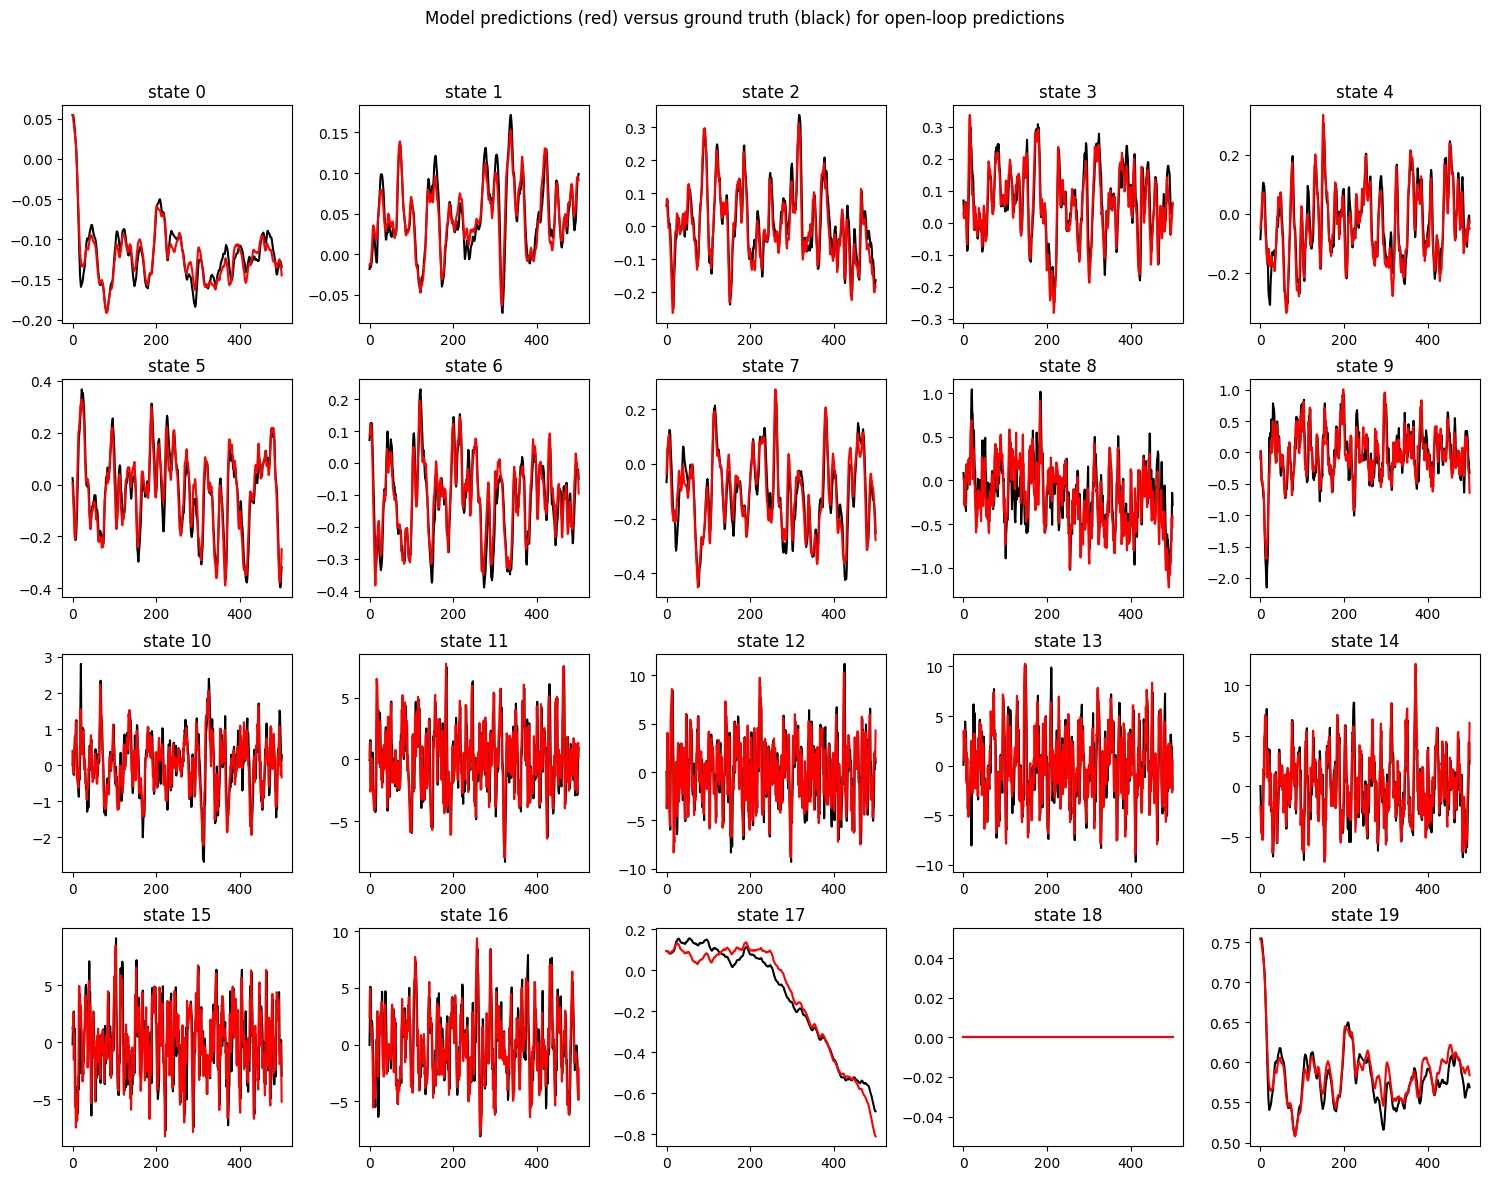 Model predictions (red) versus ground truth (black) for open-loop predictions
state 0 state 1 state 2 state 3 state 4
0.05 0.00 −0.05 −0.10 −0.15 −0.20
0.15 0.10 0.05 0.00 −0.05
0.3 0.2 0.1 0.0 −0.1 −0.2
0.3 0.2 0.1 0.0 −0.1 −0.2 −0.3
0.2 0.0 −0.2
0 200 400 0 200 400 0 200 400 0 200 400 0 200 400
state 5 state 6 state 7 state 8 state 9
0.4 0.2 0.0 −0.2 −0.4
0.2 0.1 0.0 −0.1 −0.2 −0.3 −0.4
0.2 0.0 −0.2 −0.4
1.0 0.5 0.0 −0.5 −1.0
1.0 0.5 0.0 −0.5 −1.0 −1.5 −2.0
0 200 400 0 200 400 0 200 400 0 200 400 0 200 400
state 10 state 11 state 12 state 13 state 14
3 2 1 0 −1 −2
5 0 −5
10 5 0 −5 −10
10 5 0 −5 −10
10 5 0 −5
0 200 400 0 200 400 0 200 400 0 200 400 0 200 400
state 15 state 16 state 17 state 18 state 19
5 0 −5
10 5 0 −5
0.2 0.0 −0.2 −0.4 −0.6 −0.8
0.04 0.02 0.00 −0.02 −0.04
0.75 0.70 0.65 0.60 0.55 0.50
0 200 400 0 200 400 0 200 400 0 200 400 0 200 400